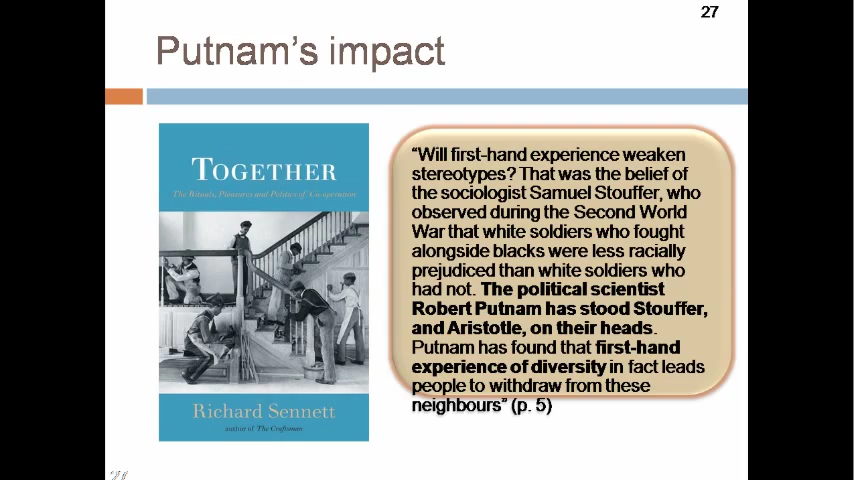 27
Putnam's impact
TOGETHER
The Rituals, Pleasures and Politics of Co-operation
Richard Sennett
author of The Craftsman
“Will first-hand experience weaken
stereotypes? That was the belief of
the sociologist Samuel Stouffer, who
observed during the Second World
War that white soldiers who fought
alongside blacks were less racially
prejudiced than white soldiers who
had not. The political scientist
Robert Putnam has stood Stouffer,
and Aristotle, on their heads.
Putnam has found that first-hand
experience of diversity in fact leads
people to withdraw from these
neighbours” (p. 5)